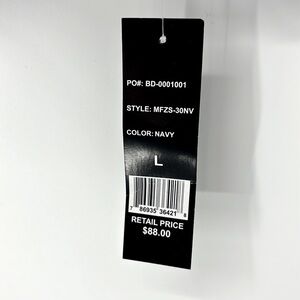 PO#: BD-0001001
STYLE: MFZS-30NV
COLOR: NAVY
L
7 86935 36421 8
RETAIL PRICE
$88.00